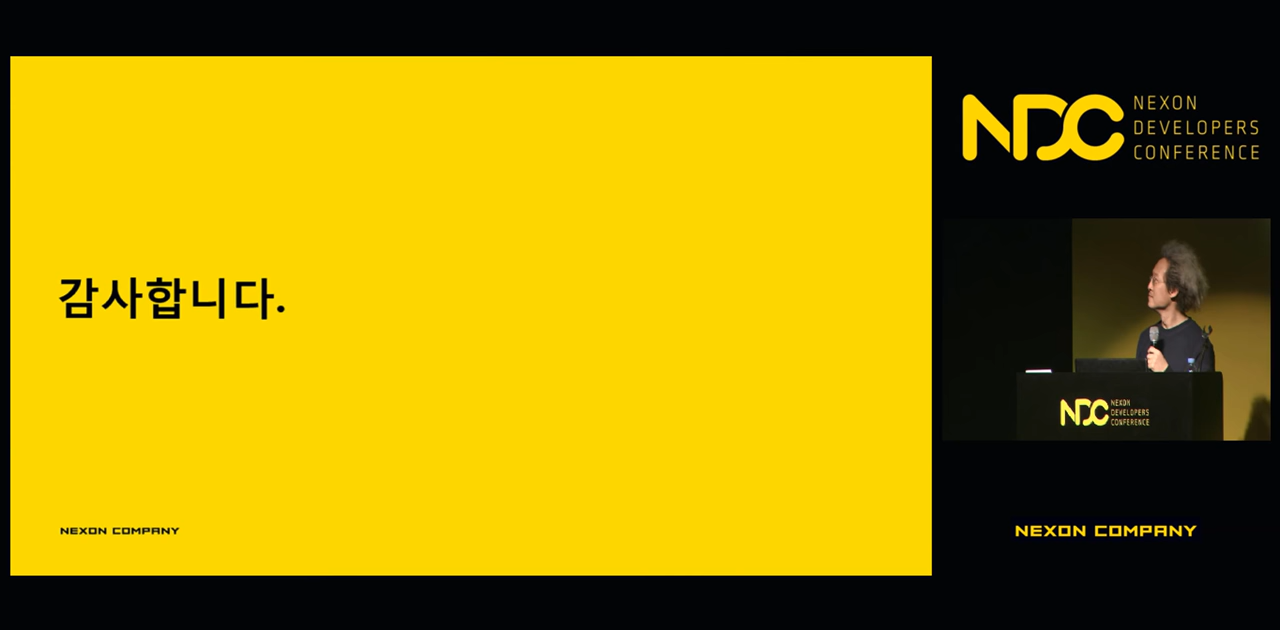 감사합니다.
NEXON COMPANY
NDC
NEXON
DEVELOPERS
CONFERENCE
NDC
NEXON
DEVELOPERS
CONFERENCE
NEXON COMPANY